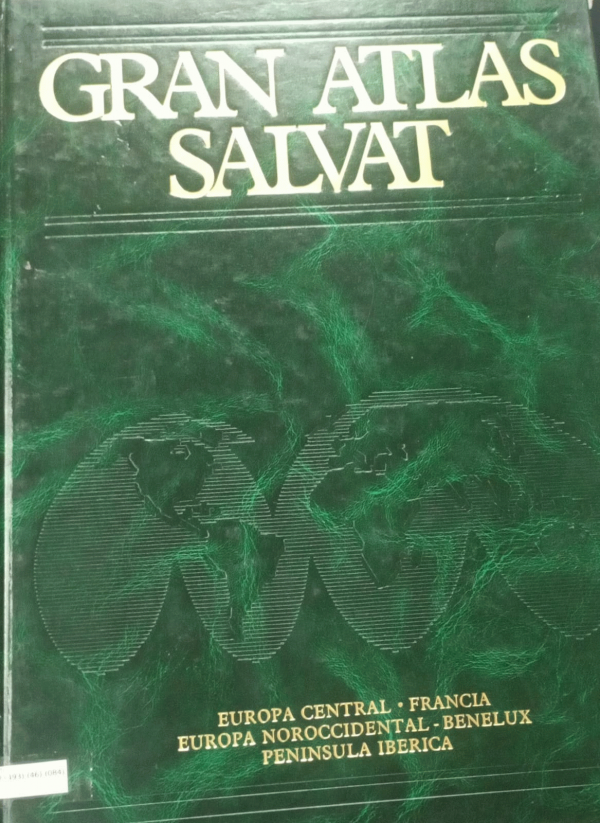 GRAN ATLAS
SALVAT
EUROPA CENTRAL • FRANCIA
EUROPA NOROCCIDENTAL - BENELUX
PENINSULA IBERICA